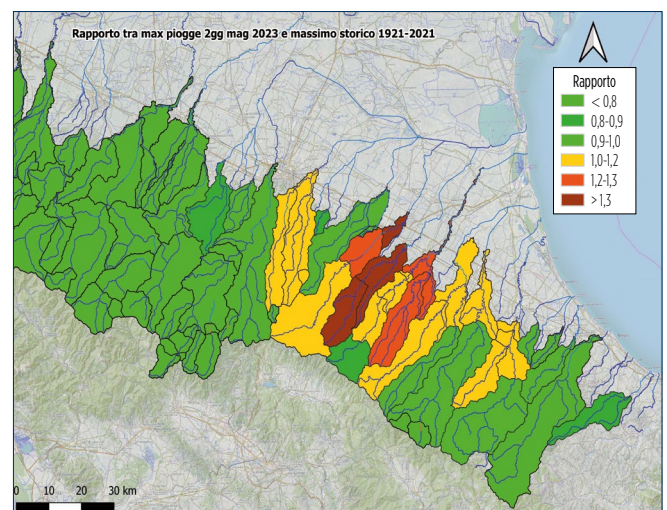 Rapporto tra max piogge 2gg mag 2023 e massimo storico 1921-2021
Rapporto
< 0,8
0,8-0,9
0,9-1,0
1,0-1,2
1,2-1,3
> 1,3
0 10 20 30 km